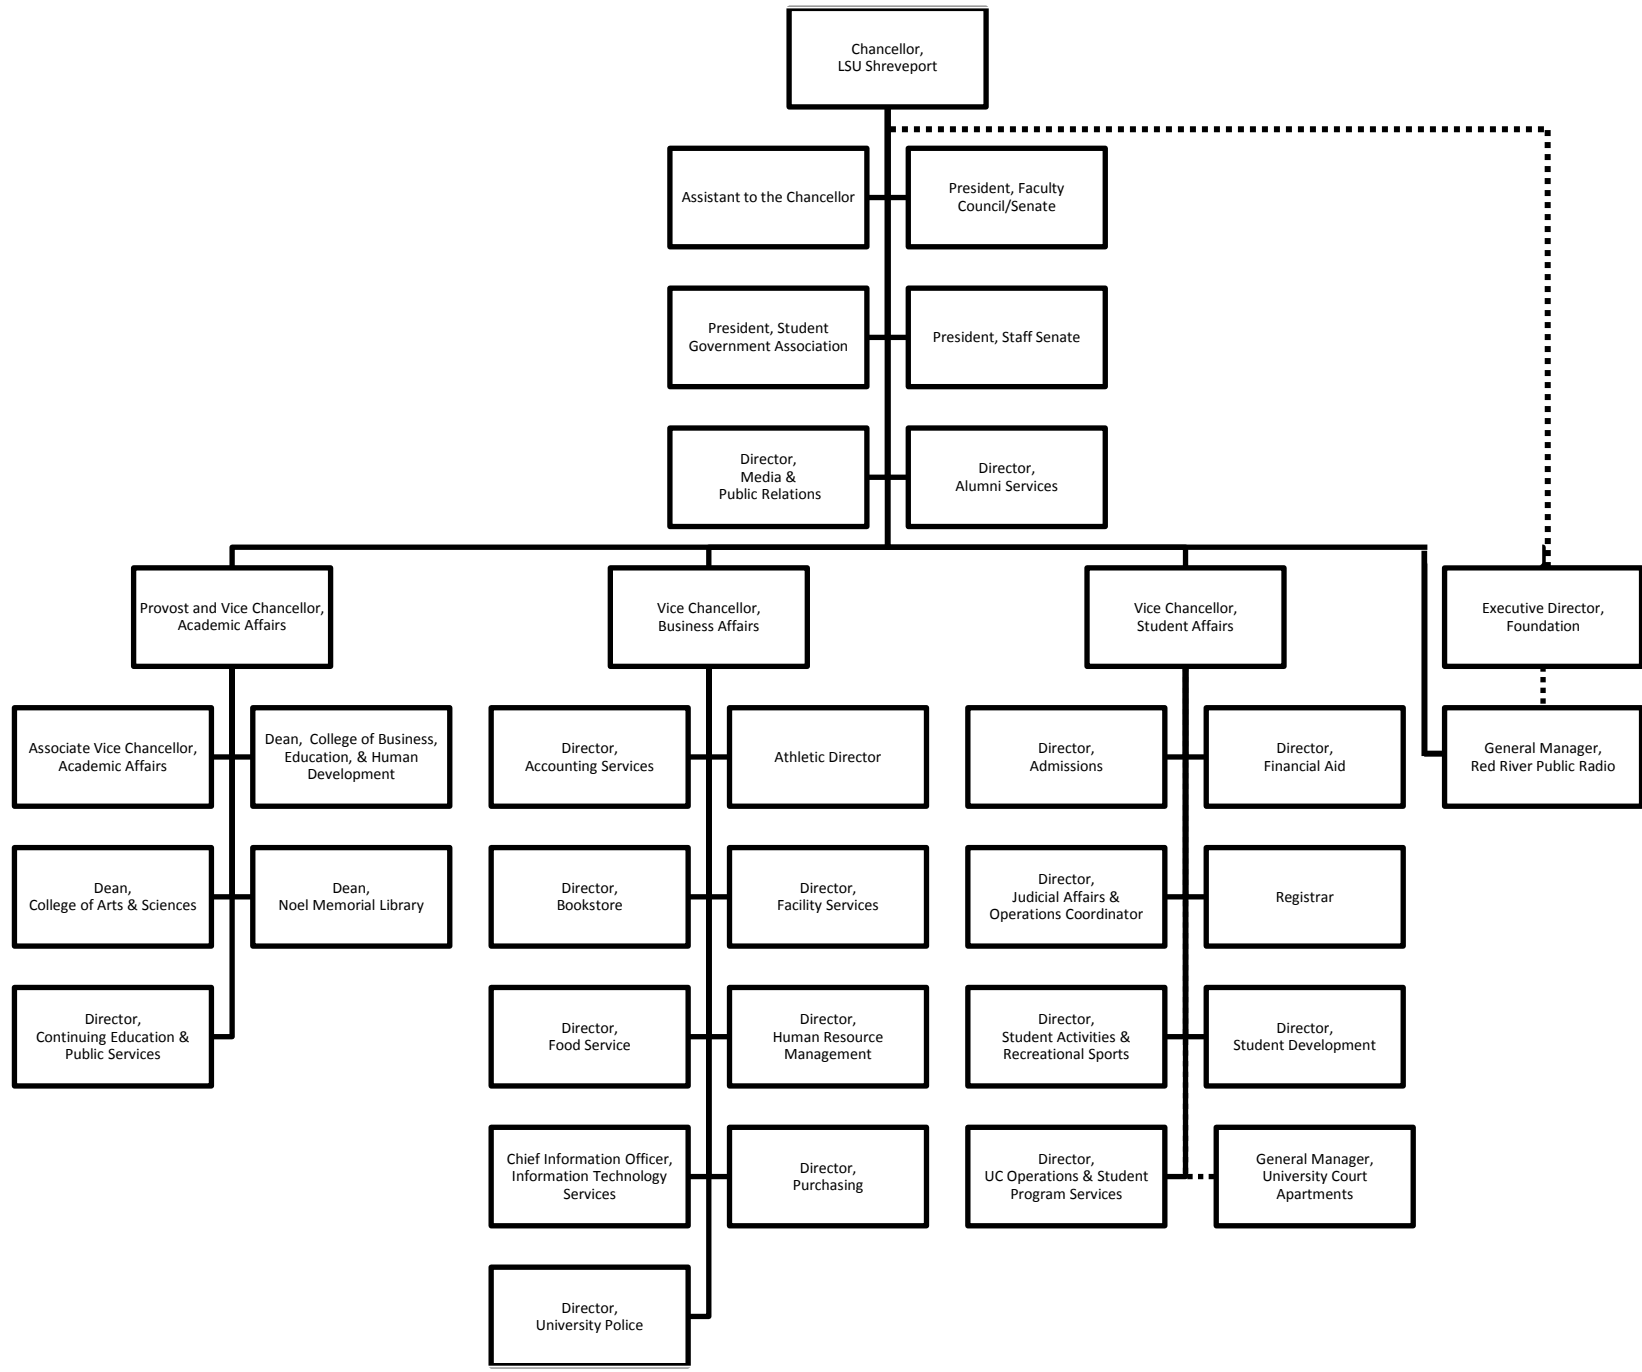 Chancellor,
LSU Shreveport
Assistant to the Chancellor
President, Faculty
Council/Senate
President, Student
Government Association
President, Staff Senate
Director,
Media &
Public Relations
Director,
Alumni Services
Provost and Vice Chancellor,
Academic Affairs
Vice Chancellor,
Business Affairs
Vice Chancellor,
Student Affairs
Executive Director,
Foundation
Associate Vice Chancellor,
Academic Affairs
Dean, College of Business,
Education, & Human
Development
Director,
Accounting Services
Athletic Director
Director,
Admissions
Director,
Financial Aid
General Manager,
Red River Public Radio
Dean,
College of Arts & Sciences
Dean,
Noel Memorial Library
Director,
Bookstore
Director,
Facility Services
Director,
Judicial Affairs &
Operations Coordinator
Registrar
Director,
Continuing Education &
Public Services
Director,
Food Service
Director,
Human Resource
Management
Director,
Student Activities &
Recreational Sports
Director,
Student Development
Chief Information Officer,
Information Technology
Services
Director,
Purchasing
Director,
UC Operations & Student
Program Services
General Manager,
University Court
Apartments
Director,
University Police